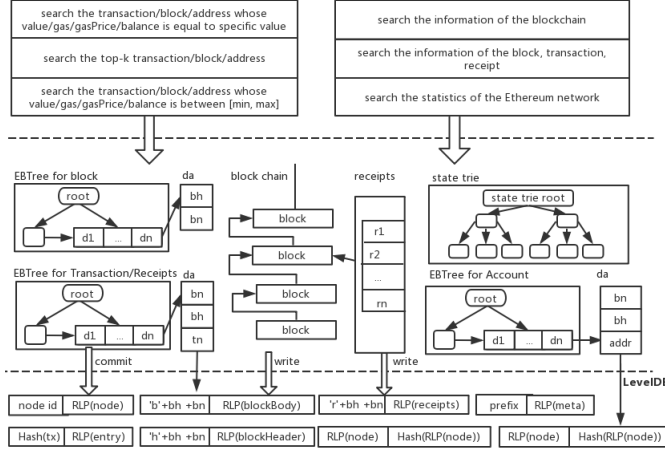 search the transaction/block/address whose
value/gas/gasPrice/balance is equal to specific value
search the top-k transaction/block/address
search the transaction/block/address whose
value/gas/gasPrice/balance is between [min, max]
search the information of the blockchain
search the information of the block, transaction,
receipt
search the statistics of the Ethereum network
EBTree for block
da
block chain
receipts
state trie
root
d1
...
dn
bh
bn
block
block
block
block
r1
r2
...
rn
state trie root
EBTree for Transaction/Receipts
da
root
d1
...
dn
bn
bh
tn
EBTree for Account
da
root
d1
...
dn
bn
bh
addr
commit
write
write
LevelDB
node id
RLP(node)
'b'+bh +bn
RLP(blockBody)
'r'+bh +bn
RLP(receipts)
prefix
RLP(meta)
Hash(tx)
RLP(entry)
'h'+bh +bn
RLP(blockHeader)
RLP(node)
Hash(RLP(node))
RLP(node)
Hash(RLP(node))